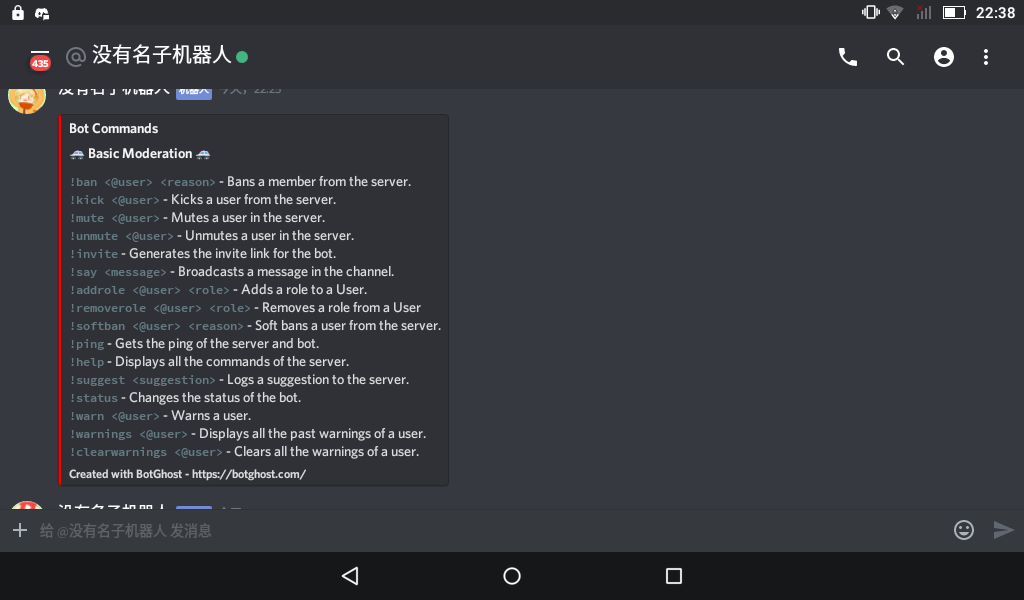 22:38
435
@没有名子机器人
没有名子机器人 机器人 今天，22:25
Bot Commands
Basic Moderation
!ban <@user> <reason> - Bans a member from the server.
!kick <@user> - Kicks a user from the server.
!mute <@user> - Mutes a user in the server.
!unmute <@user> - Unmutes a user in the server.
!invite - Generates the invite link for the bot.
!say <message> - Broadcasts a message in the channel.
!addrole <@user> <role> - Adds a role to a User.
!removerole <@user> <role> - Removes a role from a User
!softban <@user> <reason> - Soft bans a user from the server.
!ping - Gets the ping of the server and bot.
!help - Displays all the commands of the server.
!suggest <suggestion> - Logs a suggestion to the server.
!status - Changes the status of the bot.
!warn <@user> - Warns a user.
!warnings <@user> - Displays all the past warnings of a user.
!clearwarnings <@user> - Clears all the warnings of a user.
Created with BotGhost - https://botghost.com/
没有名子机器人
给 @没有名子机器人 发消息